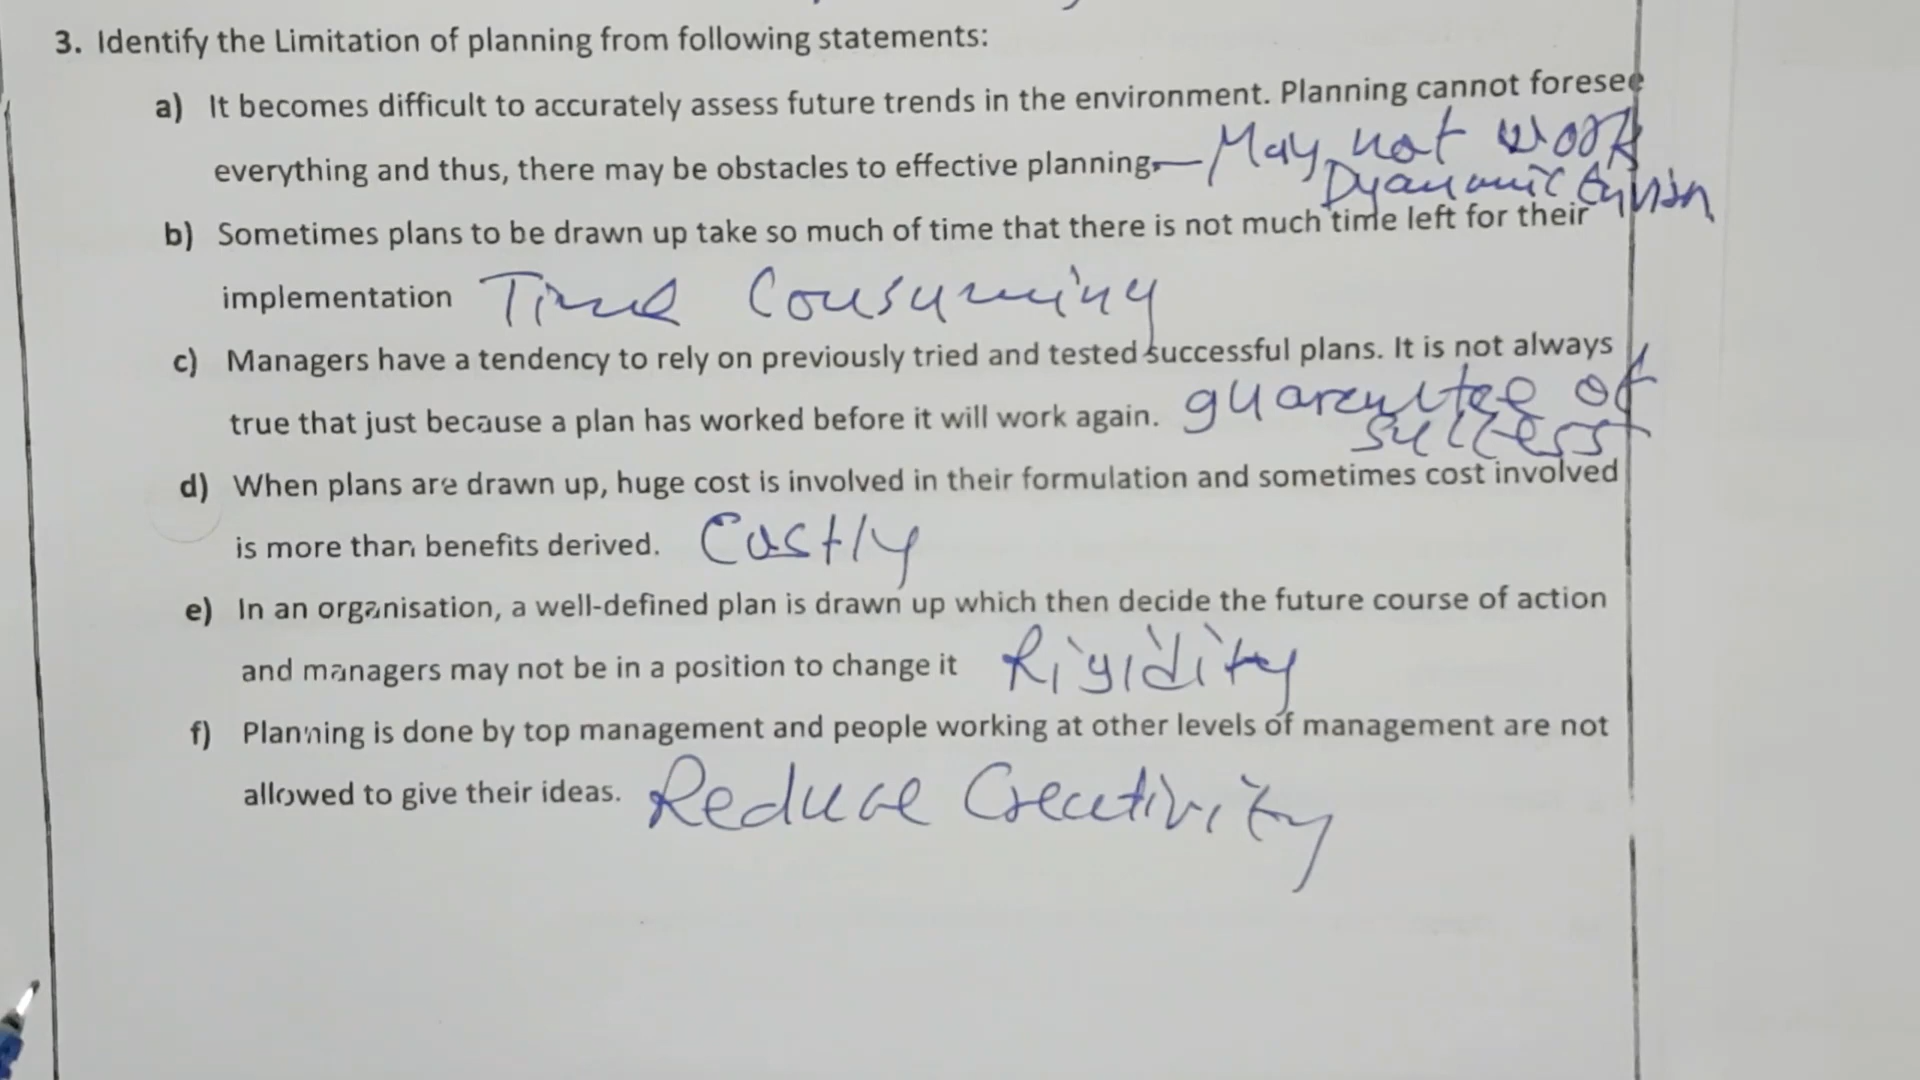 3. Identify the Limitation of planning from following statements:
a) It becomes difficult to accurately assess future trends in the environment. Planning cannot foresee
everything and thus, there may be obstacles to effective planning. — May not work
Dyanamic
b) Sometimes plans to be drawn up take so much of time that there is not much time left for their
implementation Time Consuming
c) Managers have a tendency to rely on previously tried and tested successful plans. It is not always
true that just because a plan has worked before it will work again. guarentee of
success
d) When plans are drawn up, huge cost is involved in their formulation and sometimes cost involved
is more than benefits derived. Costly
e) In an organisation, a well-defined plan is drawn up which then decide the future course of action
and managers may not be in a position to change it Rigidity
f) Planning is done by top management and people working at other levels of management are not
allowed to give their ideas. Reduce Creativity